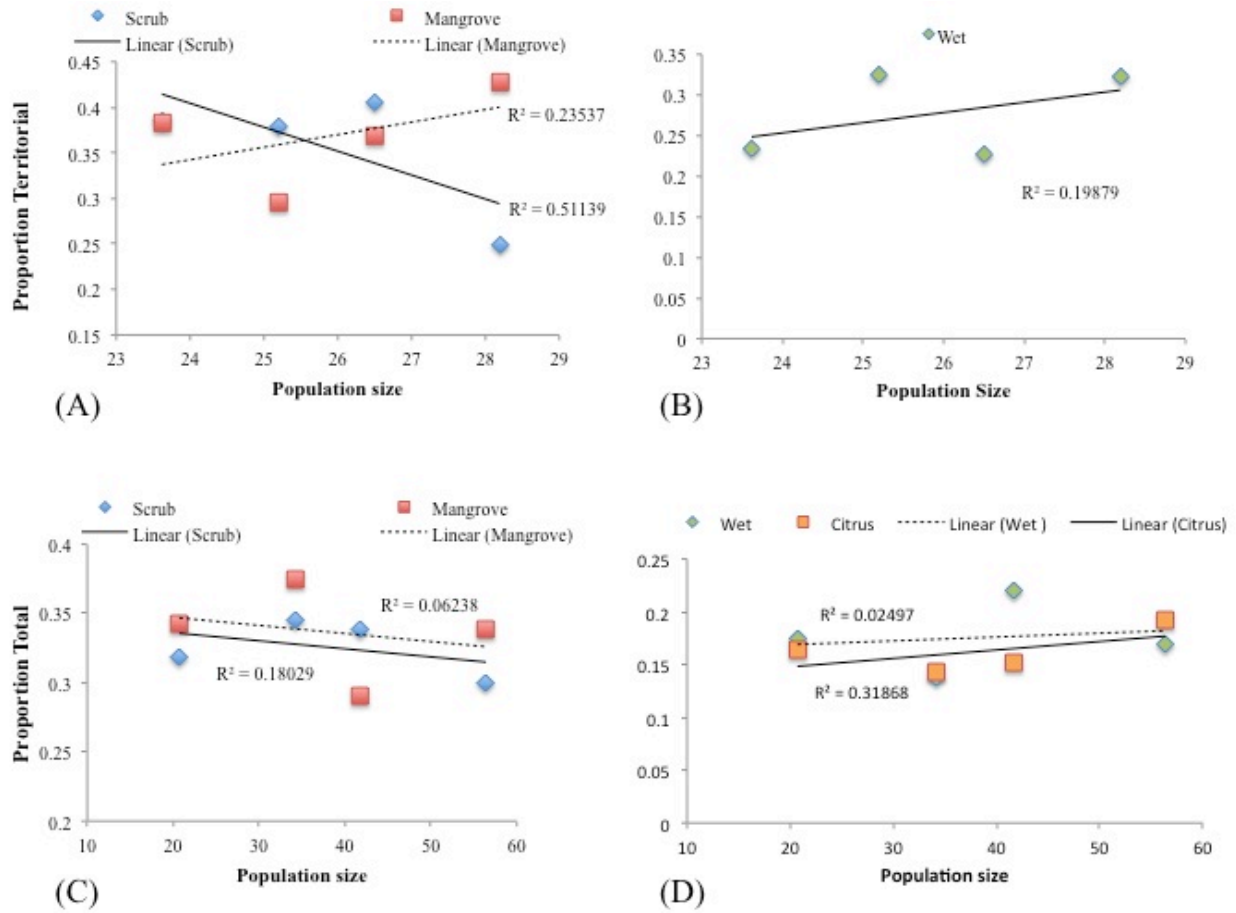 Scrub Mangrove
Linear (Scrub) Linear (Mangrove)
0.45
0.4
0.35
0.3
0.25
0.2
0.15
R² = 0.23537
R² = 0.51139
23 24 25 26 27 28 29
Proportion Territorial
Population size
(A)
Wet
0.35
0.3
0.25
0.2
0.15
0.1
0.05
0
R² = 0.19879
23 24 25 26 27 28 29
Population Size
(B)
Scrub Mangrove
Linear (Scrub) Linear (Mangrove)
0.4
0.35
0.3
0.25
0.2
R² = 0.06238
R² = 0.18029
10 20 30 40 50 60
Proportion Total
Population size
(C)
Wet Citrus Linear (Wet ) Linear (Citrus)
0.25
0.2
0.15
0.1
0.05
0
R² = 0.02497
R² = 0.31868
10 20 30 40 50 60
Population size
(D)